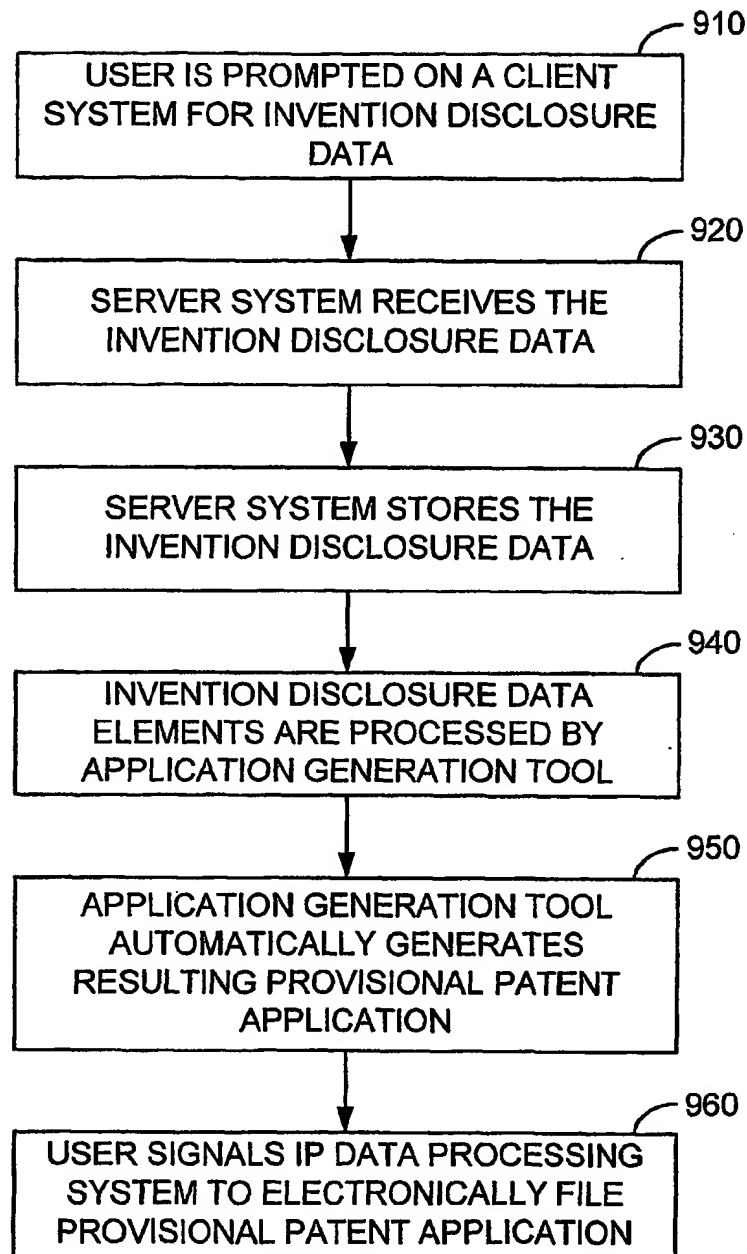 910
USER IS PROMPTED ON A CLIENT
SYSTEM FOR INVENTION DISCLOSURE
DATA
920
SERVER SYSTEM RECEIVES THE
INVENTION DISCLOSURE DATA
930
SERVER SYSTEM STORES THE
INVENTION DISCLOSURE DATA
940
INVENTION DISCLOSURE DATA
ELEMENTS ARE PROCESSED BY
APPLICATION GENERATION TOOL
950
APPLICATION GENERATION TOOL
AUTOMATICALLY GENERATES
RESULTING PROVISIONAL PATENT
APPLICATION
960
USER SIGNALS IP DATA PROCESSING
SYSTEM TO ELECTRONICALLY FILE
PROVISIONAL PATENT APPLICATION